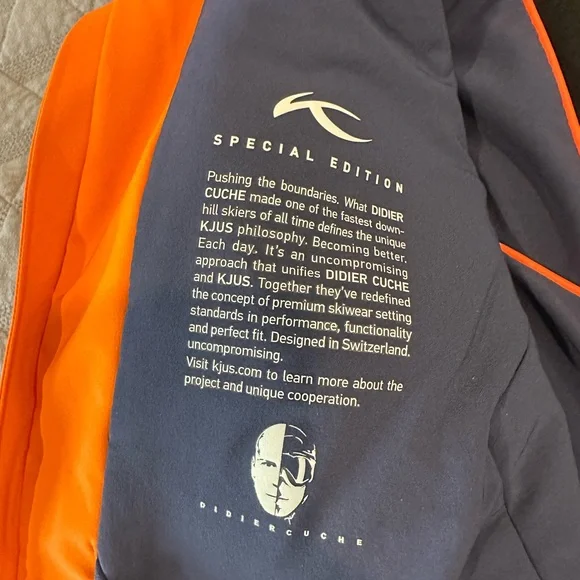 SPECIAL EDITION
Pushing the boundaries. What DIDIER
CUCHE made one of the fastest down-
hill skiers of all time defines the unique
KJUS philosophy. Becoming better.
Each day. It's an uncompromising
approach that unifies DIDIER CUCHE
and KJUS. Together they've redefined
the concept of premium skiwear setting
standards in performance, functionality
and perfect fit. Designed in Switzerland,
uncompromising.
Visit kjus.com to learn more about the
project and unique cooperation.
DIDIERCUCHE